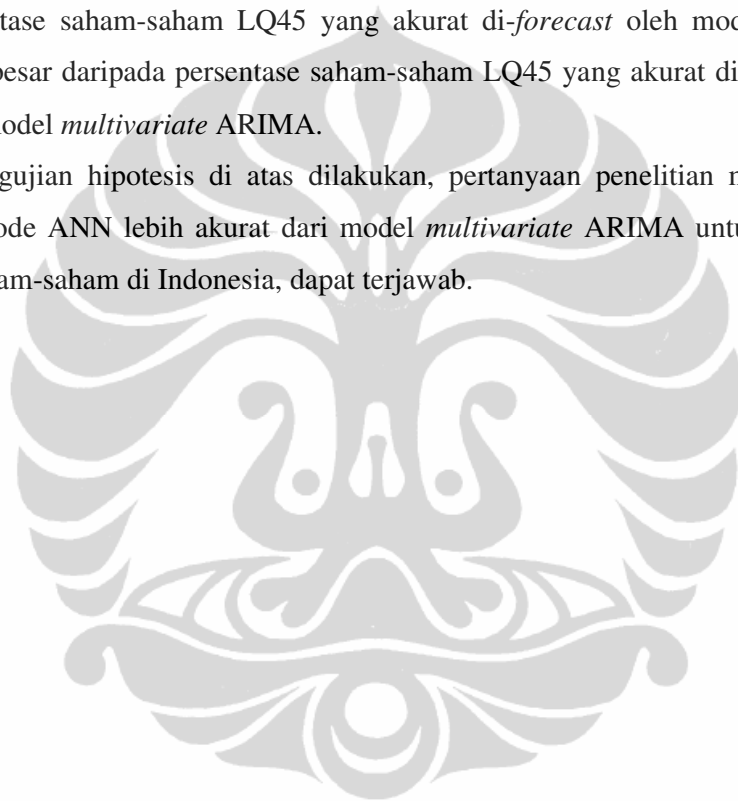 tase saham-saham LQ45 yang akurat di-forecast oleh mod
besar daripada persentase saham-saham LQ45 yang akurat di
model multivariate ARIMA.
gujian hipotesis di atas dilakukan, pertanyaan penelitian m
ode ANN lebih akurat dari model multivariate ARIMA untu
am-saham di Indonesia, dapat terjawab.